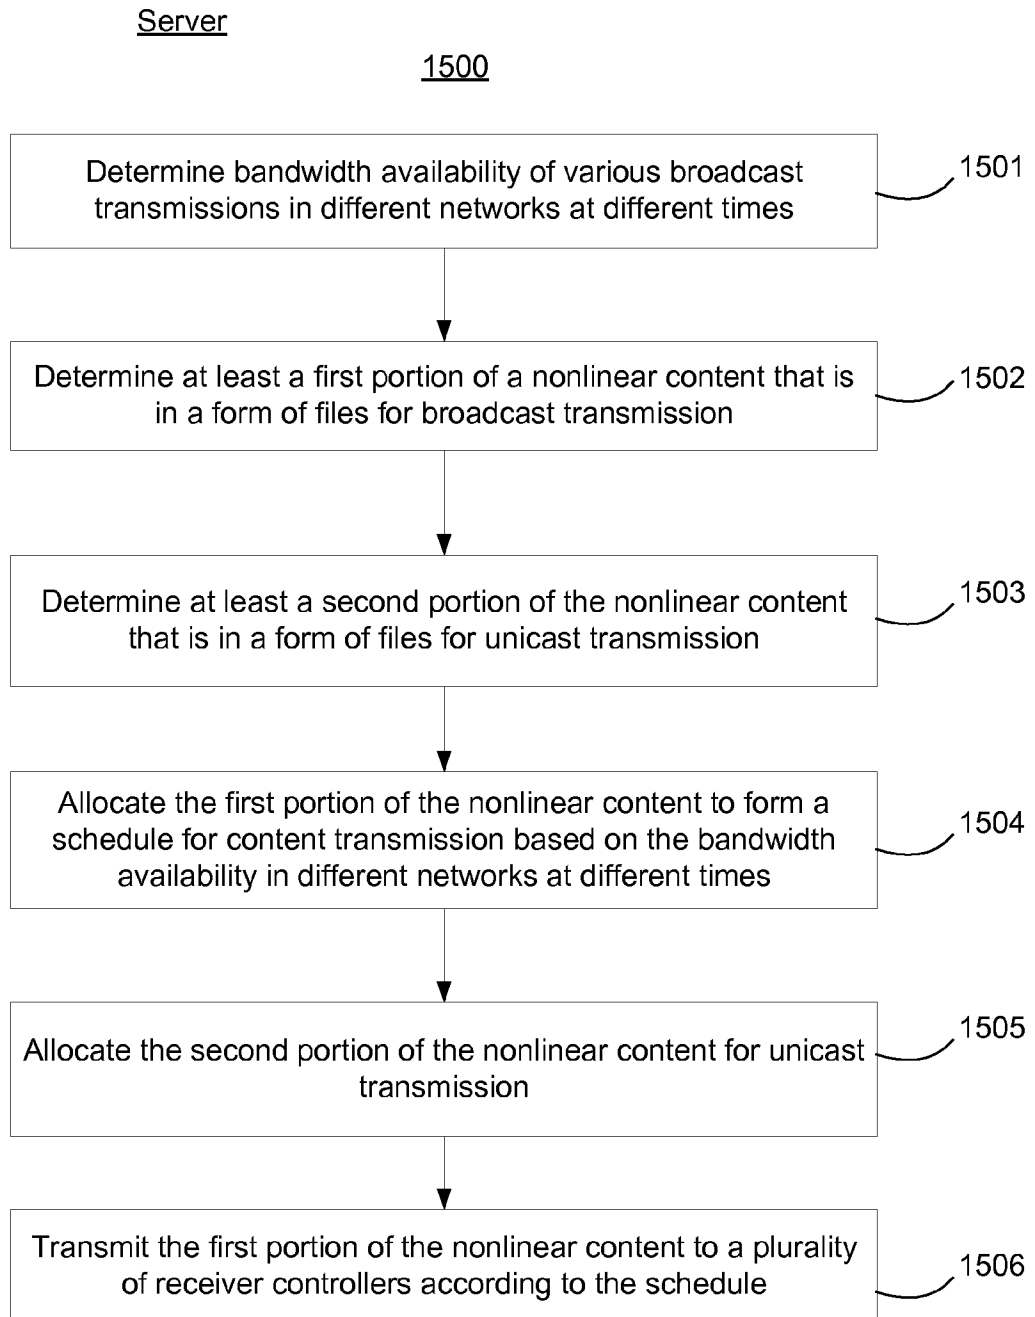 Server
1500
Determine bandwidth availability of various broadcast
transmissions in different networks at different times
1501
Determine at least a first portion of a nonlinear content that is
in a form of files for broadcast transmission
1502
Determine at least a second portion of the nonlinear content
that is in a form of files for unicast transmission
1503
Allocate the first portion of the nonlinear content to form a
schedule for content transmission based on the bandwidth
availability in different networks at different times
1504
Allocate the second portion of the nonlinear content for unicast
transmission
1505
Transmit the first portion of the nonlinear content to a plurality
of receiver controllers according to the schedule
1506